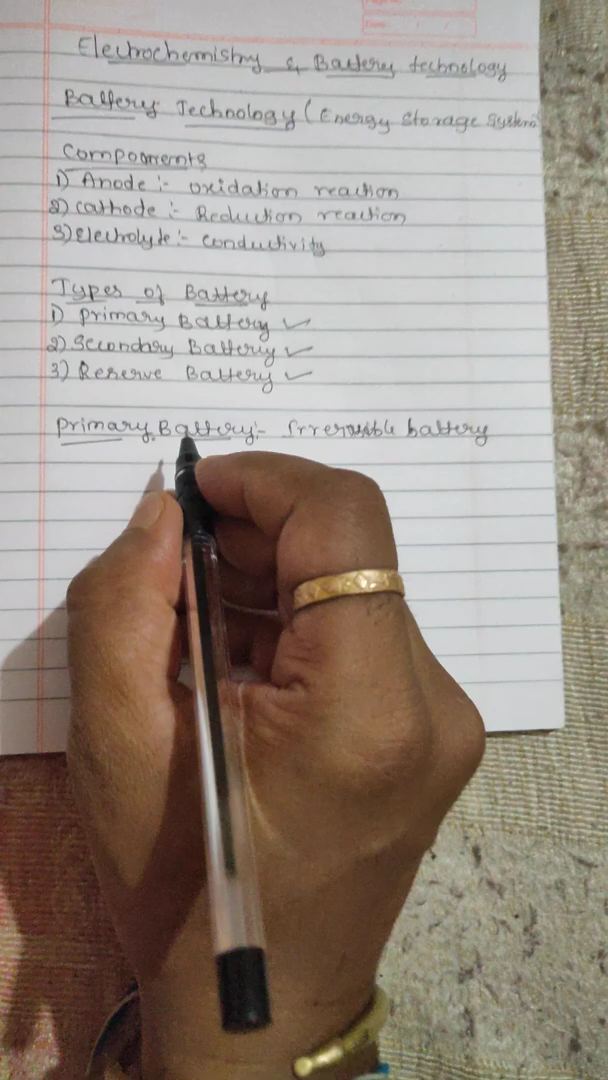 Electrochemistry & Battery technology
Battery Technology (Energy Storage System
Components
1) Anode :- oxidation reaction
2) Cathode :- Reduction reaction
3) Electrolyte :- conductivity
Types of Battery
1) Primary Battery ✓
2) Secondary Battery ✓
3) Reserve Battery ✓
Primary Battery :- Irreversible battery